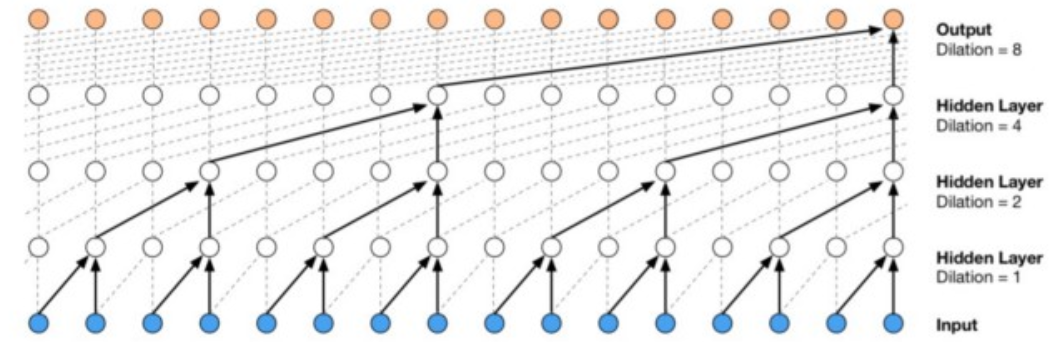 Output
Dilation = 8
Hidden Layer
Dilation = 4
Hidden Layer
Dilation = 2
Hidden Layer
Dilation = 1
Input